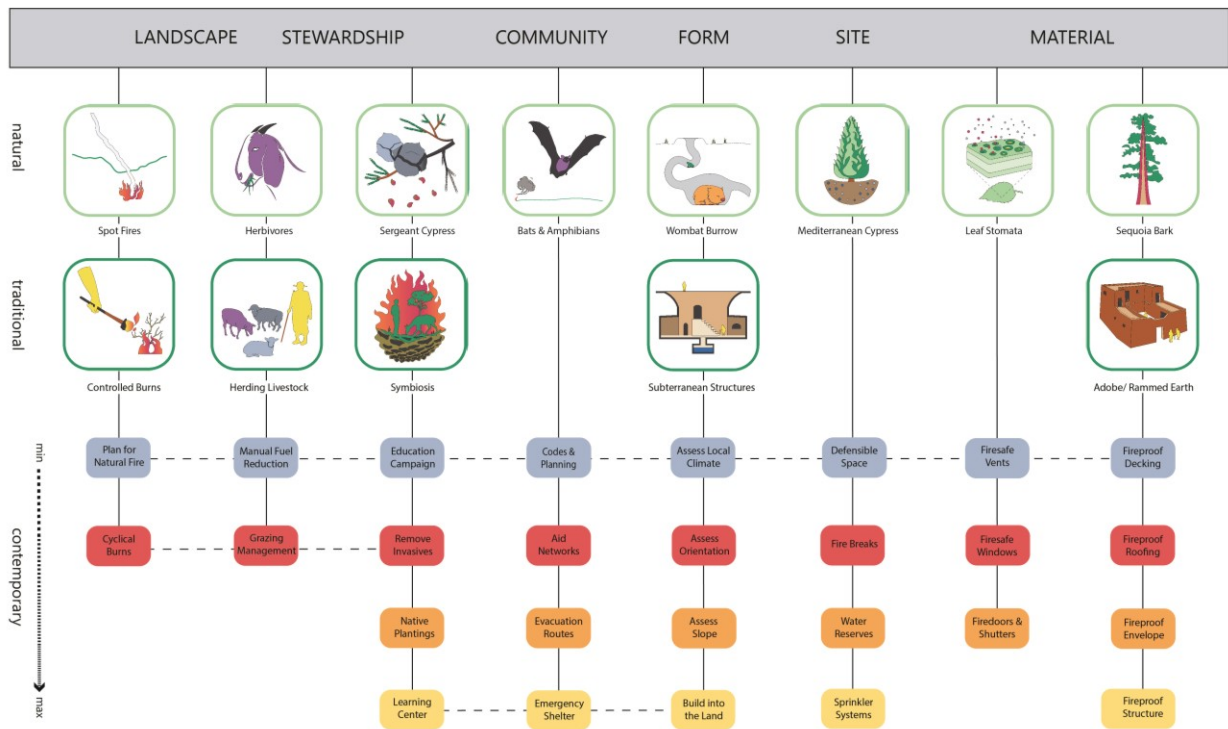 LANDSCAPE STEWARDSHIP COMMUNITY FORM SITE MATERIAL
natural
Spot Fires
Herbivores
Sergeant Cypress
Bats & Amphibians
Wombat Burrow
Mediterranean Cypress
Leaf Stomata
Sequoia Bark
traditional
Controlled Burns
Herding Livestock
Symbiosis
Subterranean Structures
Adobe/ Rammed Earth
contemporary
min
max
Plan for
Natural Fire
Manual Fuel
Reduction
Education
Campaign
Codes &
Planning
Assess Local
Climate
Defensible
Space
Firesafe
Vents
Fireproof
Decking
Cyclical
Burns
Grazing
Management
Remove
Invasives
Aid
Networks
Assess
Orientation
Fire Breaks
Firesafe
Windows
Fireproof
Roofing
Native
Plantings
Evacuation
Routes
Assess
Slope
Water
Reserves
Firedoors &
Shutters
Fireproof
Envelope
Learning
Center
Emergency
Shelter
Build into
the Land
Sprinkler
Systems
Fireproof
Structure